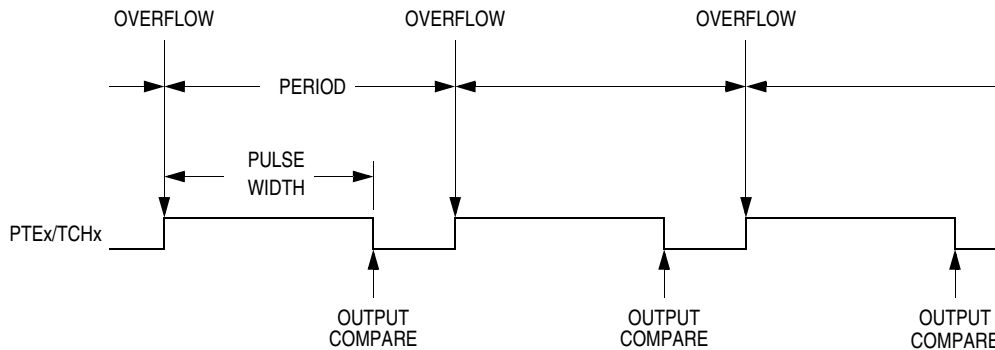 OVERFLOW
OVERFLOW
OVERFLOW
PERIOD
PULSE
WIDTH
PTEx/TCHx
OUTPUT
COMPARE
OUTPUT
COMPARE
OUTPUT
COMPARE